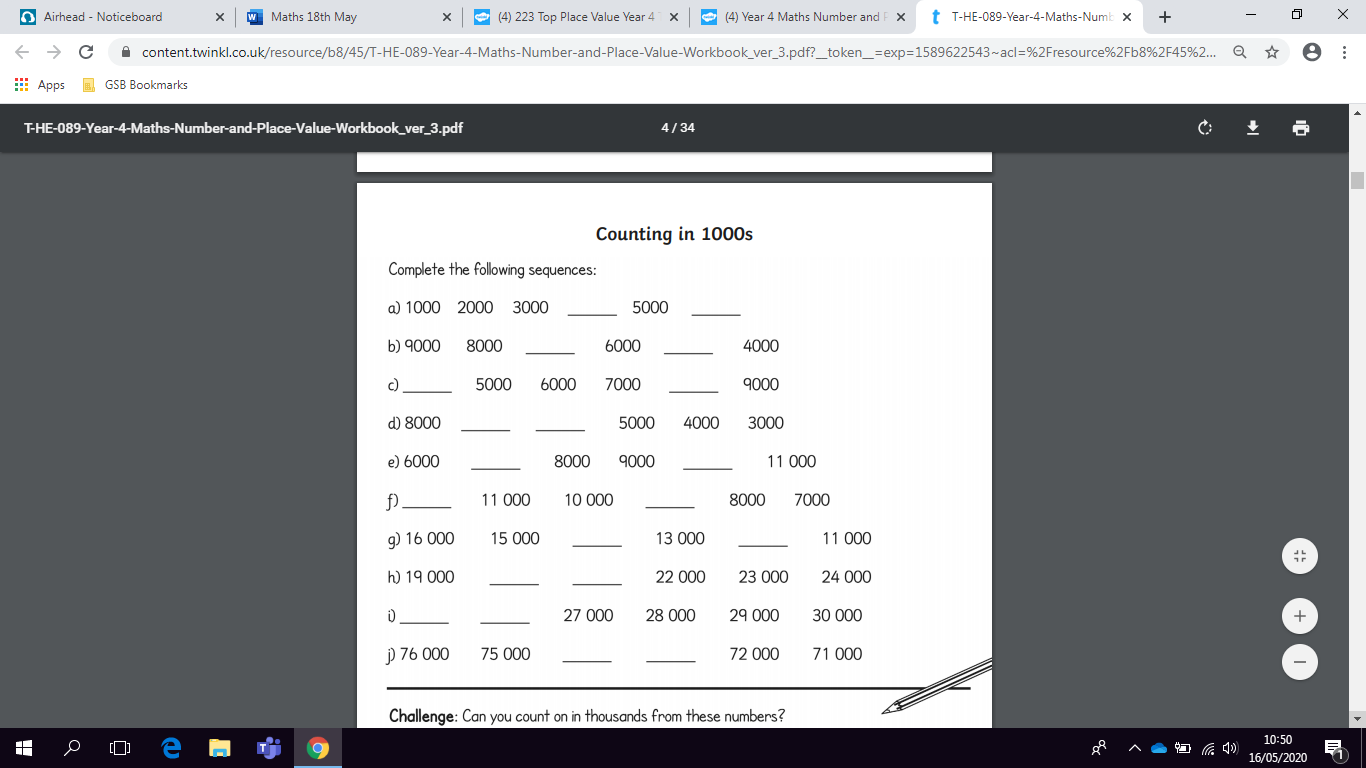 Airhead - Noticeboard
Maths 18th May
(4) 223 Top Place Value Year 4
(4) Year 4 Maths Number and
T-HE-089-Year-4-Maths-Numb
content.twinkl.co.uk/resource/b8/45/T-HE-089-Year-4-Maths-Number-and-Place-Value-Workbook_ver_3.pdf?__token__=exp=1589622543~acl=%2Fresource%2Fb8%2F45%2...
Apps GSB Bookmarks
T-HE-089-Year-4-Maths-Number-and-Place-Value-Workbook_ver_3.pdf 4 / 34
Counting in 1000s
Complete the following sequences:
a) 1000 2000 3000 ______ 5000 ______
b) 9000 8000 ______ 6000 ______ 4000
c) ______ 5000 6000 7000 ______ 9000
d) 8000 ______ ______ 5000 4000 3000
e) 6000 ______ 8000 9000 ______ 11 000
f) ______ 11 000 10 000 ______ 8000 7000
g) 16 000 15 000 ______ 13 000 ______ 11 000
h) 19 000 ______ ______ 22 000 23 000 24 000
i) ______ ______ 27 000 28 000 29 000 30 000
j) 76 000 75 000 ______ ______ 72 000 71 000
Challenge: Can you count on in thousands from these numbers?
10:50
16/05/2020
1